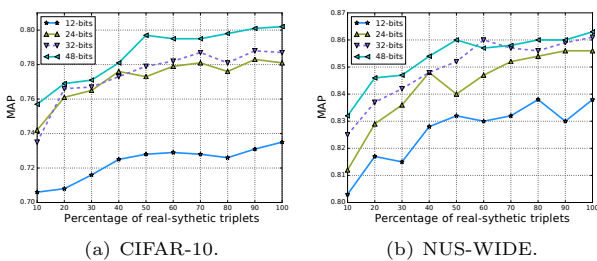 12-bits
24-bits
32-bits
48-bits
MAP
0.80
0.78
0.76
0.74
0.72
0.70
10 20 30 40 50 60 70 80 90 100
Percentage of real-sythetic triplets
(a) CIFAR-10.
12-bits
24-bits
32-bits
48-bits
MAP
0.87
0.86
0.85
0.84
0.83
0.82
0.81
0.80
10 20 30 40 50 60 70 80 90 100
Percentage of real-sythetic triplets
(b) NUS-WIDE.